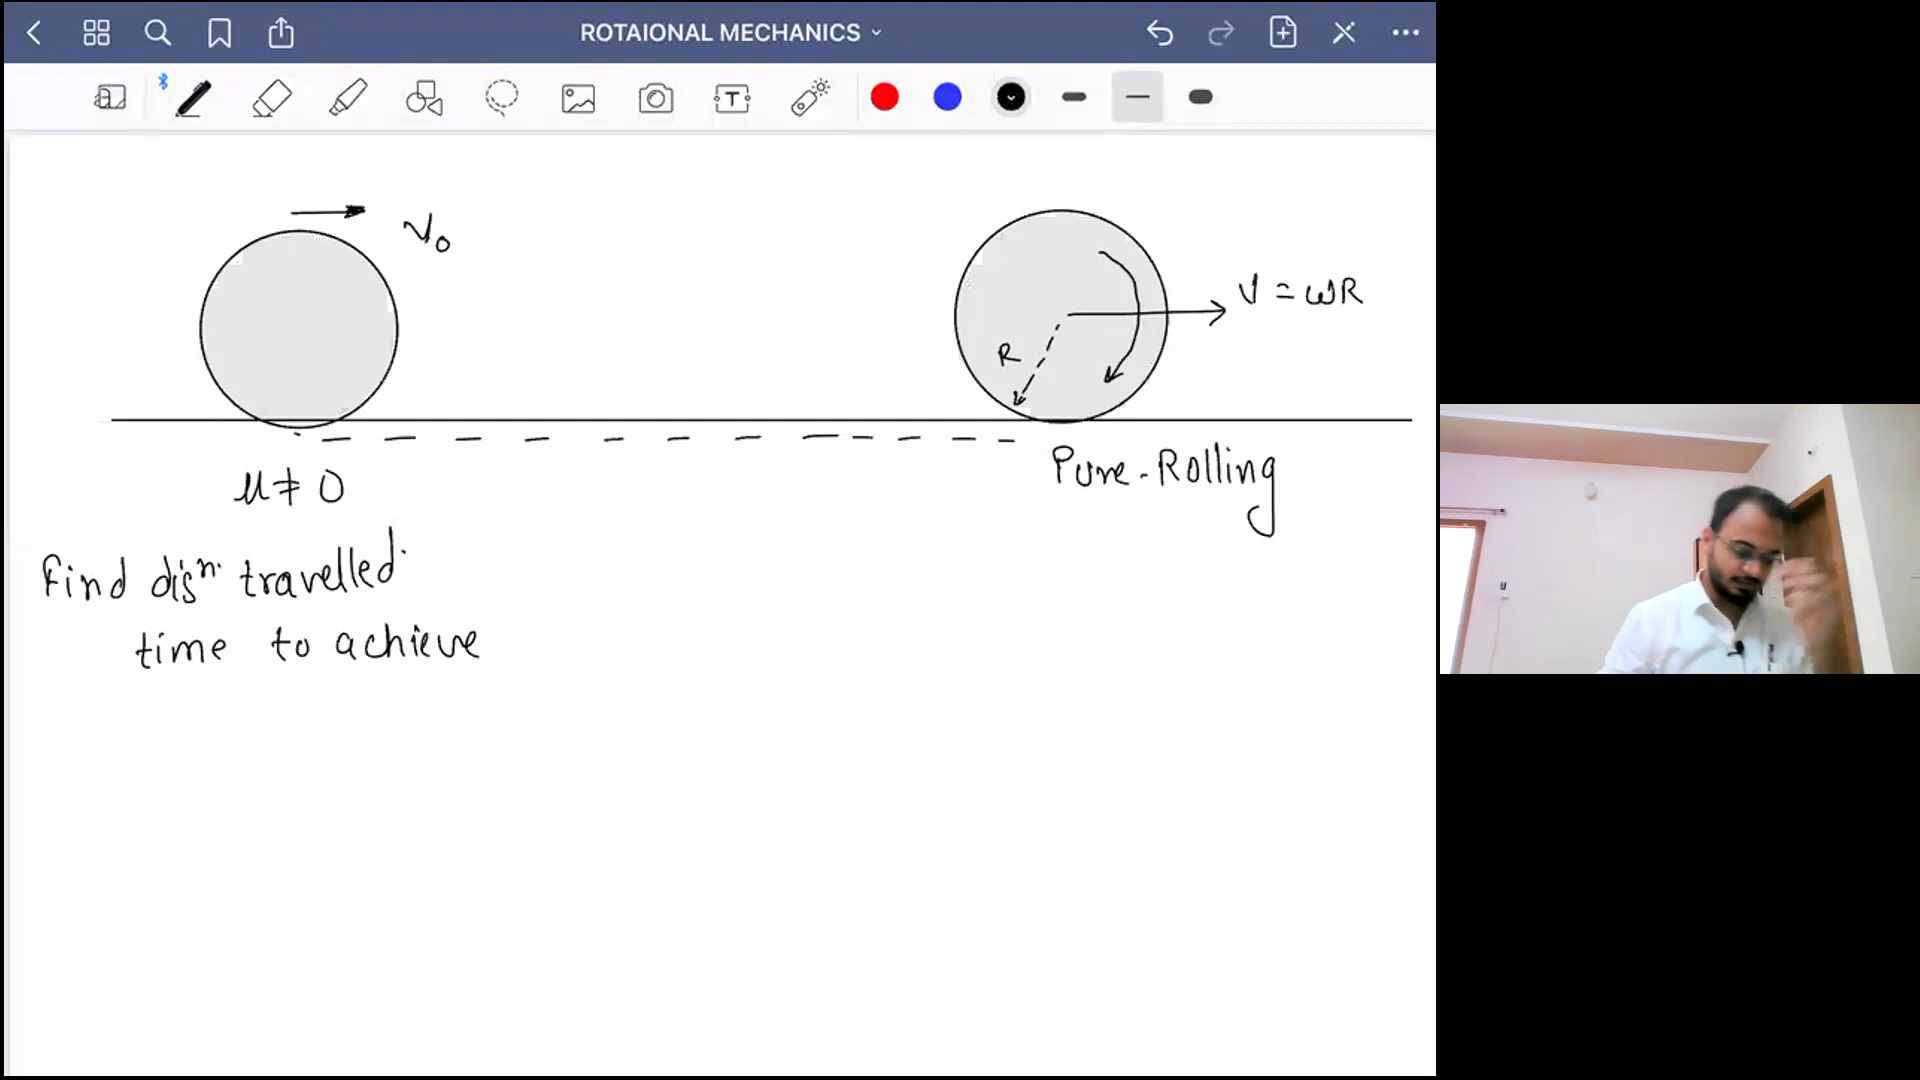 ROTAIONAL MECHANICS
T
V₀
R
V = ωR
μ ≠ 0
Pure-Rolling
Find disⁿ. travelled.
time to achieve